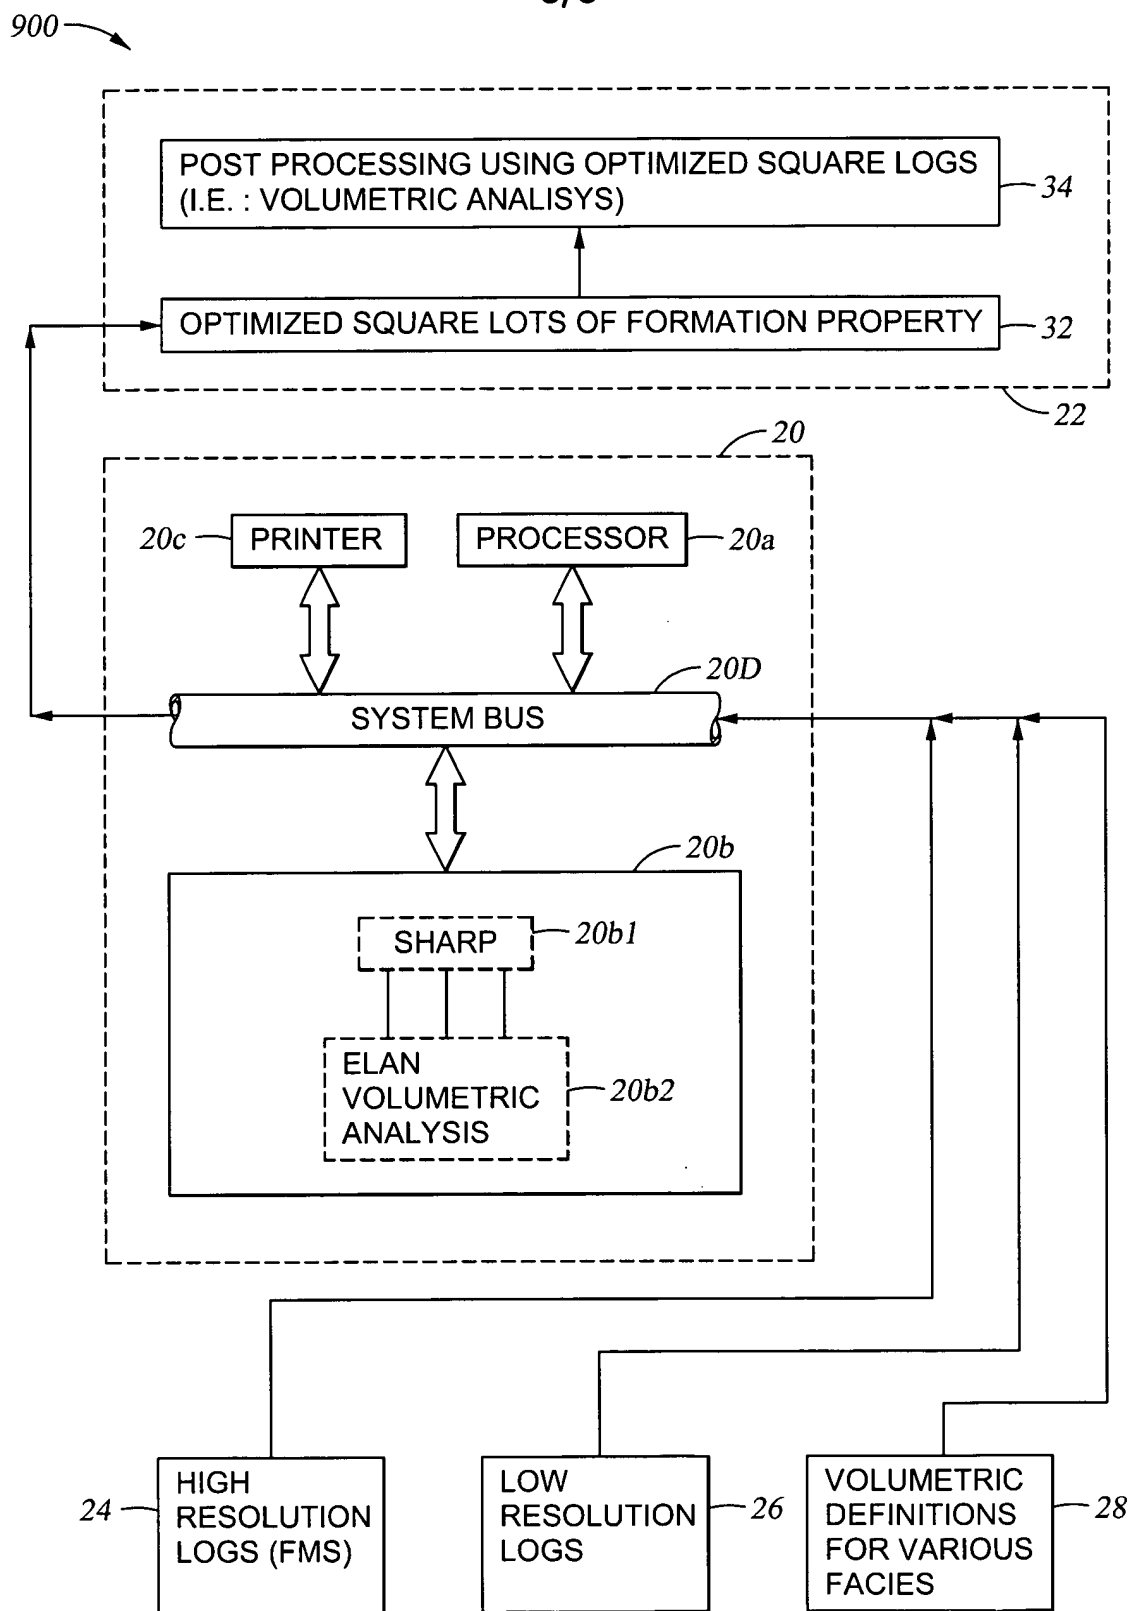 900
POST PROCESSING USING OPTIMIZED SQUARE LOGS
(I.E. : VOLUMETRIC ANALISYS)
34
OPTIMIZED SQUARE LOTS OF FORMATION PROPERTY
32
22
20
20c
PRINTER
PROCESSOR
20a
20D
SYSTEM BUS
20b
SHARP
20b1
ELAN
VOLUMETRIC
ANALYSIS
20b2
24
HIGH
RESOLUTION
LOGS (FMS)
LOW
RESOLUTION
LOGS
26
VOLUMETRIC
DEFINITIONS
FOR VARIOUS
FACIES
28